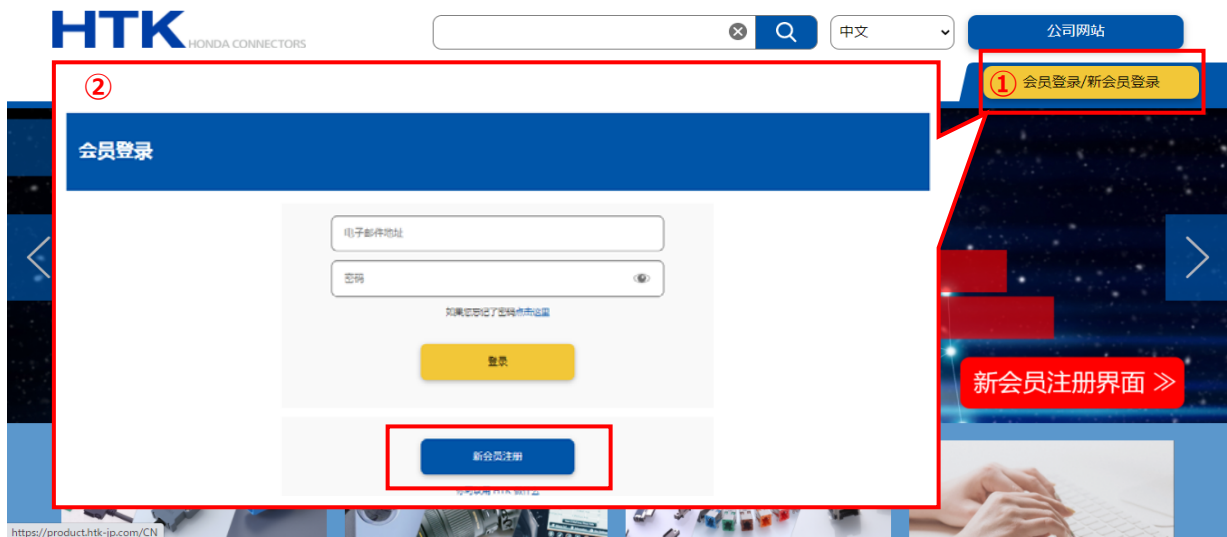 HTK HONDA CONNECTORS
中文
公司网站
① 会员登录/新会员登录
②
会员登录
电子邮件地址
密码
如果您忘记了密码点击这里
登录
新会员注册
新会员注册界面 ≫
https://product.htk-jp.com/CN